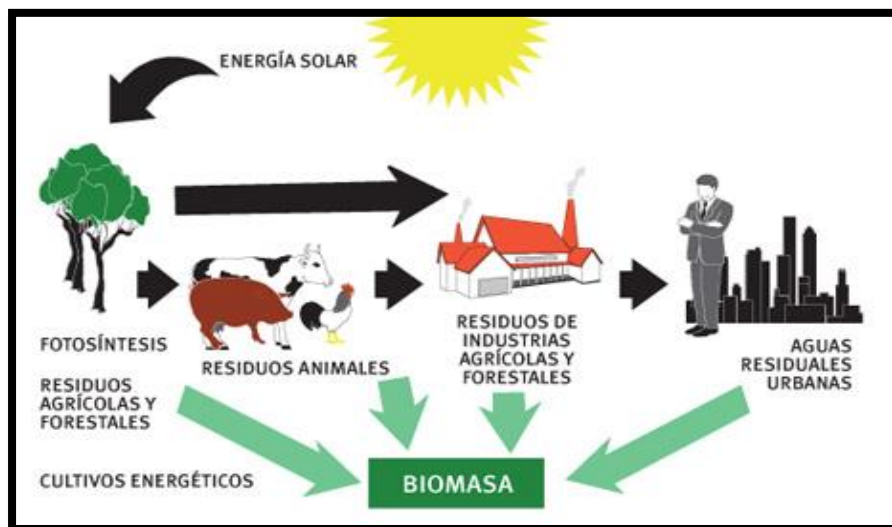 ENERGÍA SOLAR
FOTOSÍNTESIS
RESIDUOS
AGRÍCOLAS Y
FORESTALES
CULTIVOS ENERGÉTICOS
RESIDUOS ANIMALES
RESIDUOS DE
INDUSTRIAS
AGRÍCOLAS Y
FORESTALES
AGUAS
RESIDUALES
URBANAS
BIOMASA